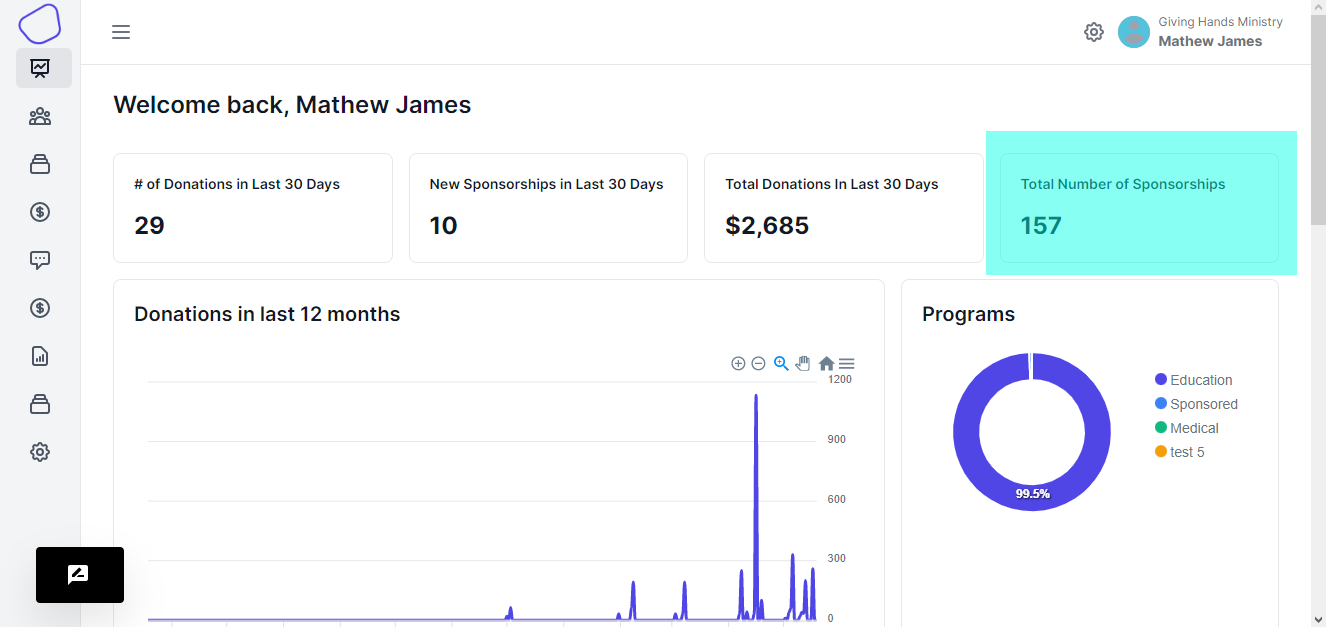 Giving Hands Ministry
Mathew James
Welcome back, Mathew James
# of Donations in Last 30 Days
29
New Sponsorships in Last 30 Days
10
Total Donations In Last 30 Days
$2,685
Total Number of Sponsorships
157
Donations in last 12 months
1200
900
600
300
0
Programs
99.5%
Education
Sponsored
Medical
test 5